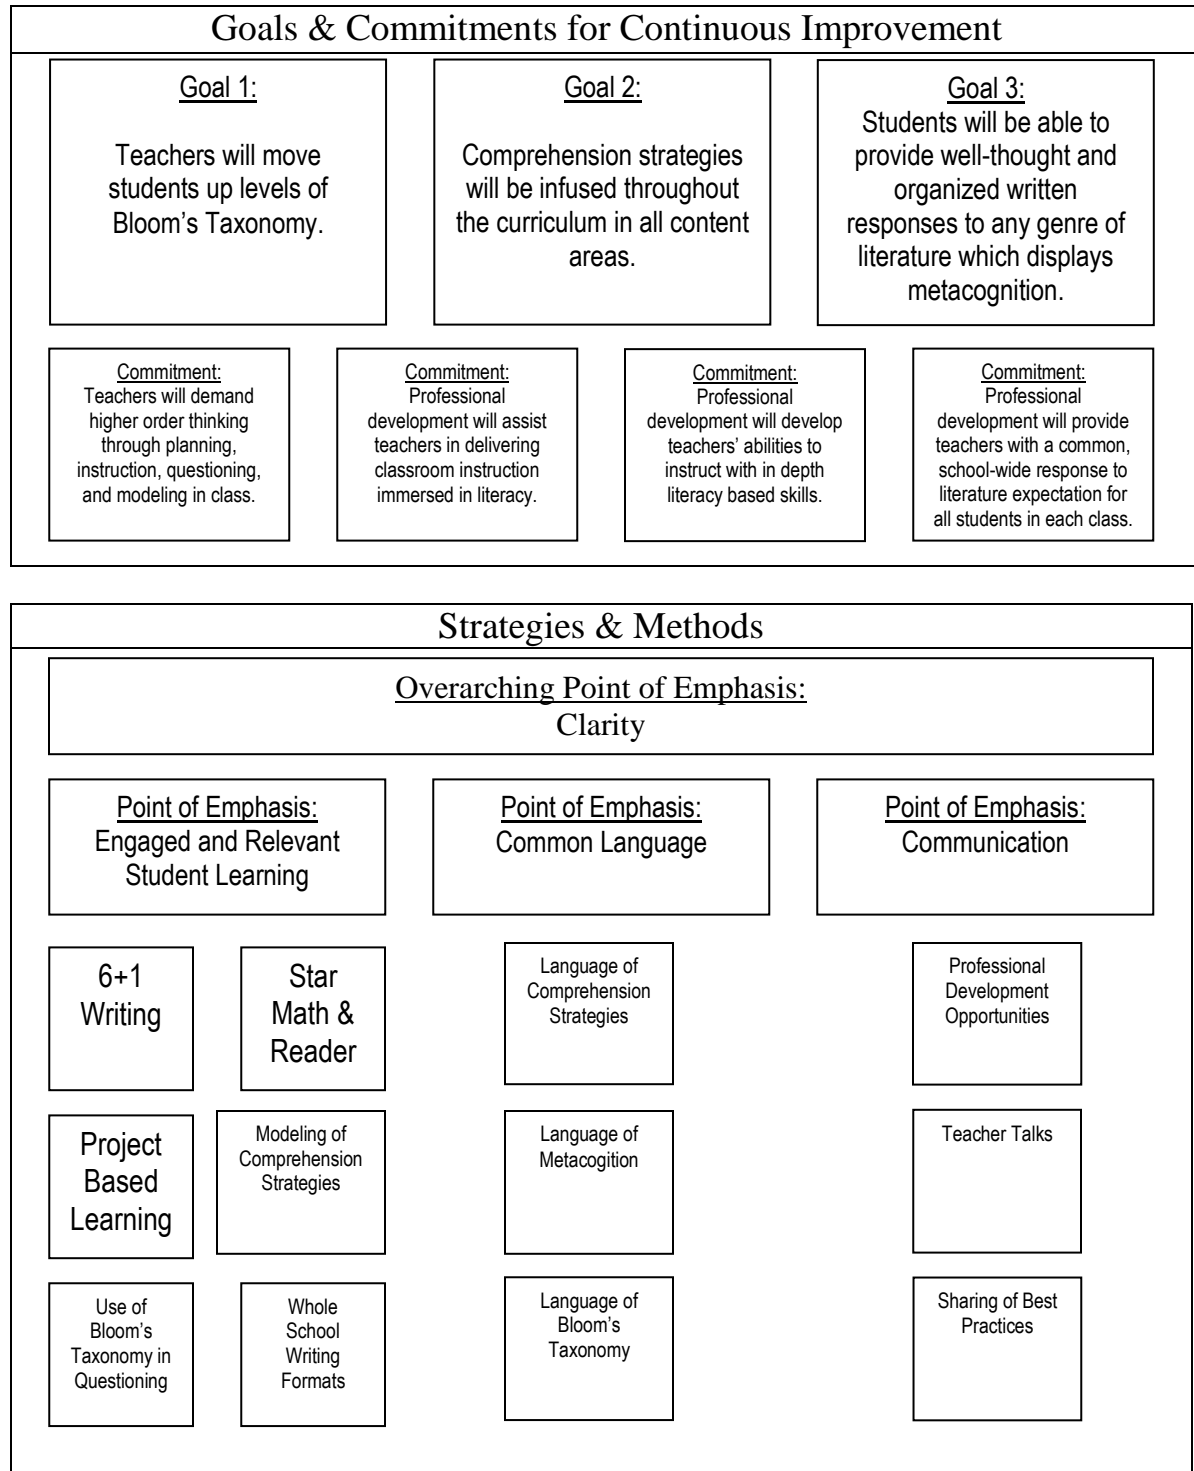 Goals & Commitments for Continuous Improvement
Goal 1:
Teachers will move
students up levels of
Bloom’s Taxonomy.
Goal 2:
Comprehension strategies
will be infused throughout
the curriculum in all content
areas.
Goal 3:
Students will be able to
provide well-thought and
organized written
responses to any genre of
literature which displays
metacognition.
Commitment:
Teachers will demand
higher order thinking
through planning,
instruction, questioning,
and modeling in class.
Commitment:
Professional
development will assist
teachers in delivering
classroom instruction
immersed in literacy.
Commitment:
Professional
development will develop
teachers’ abilities to
instruct with in depth
literacy based skills.
Commitment:
Professional
development will provide
teachers with a common,
school-wide response to
literature expectation for
all students in each class.
Strategies & Methods
Overarching Point of Emphasis:
Clarity
Point of Emphasis:
Engaged and Relevant
Student Learning
Point of Emphasis:
Common Language
Point of Emphasis:
Communication
6+1
Writing
Star
Math &
Reader
Language of
Comprehension
Strategies
Professional
Development
Opportunities
Project
Based
Learning
Modeling of
Comprehension
Strategies
Language of
Metacogition
Teacher Talks
Use of
Bloom’s
Taxonomy in
Questioning
Whole
School
Writing
Formats
Language of
Bloom’s
Taxonomy
Sharing of Best
Practices